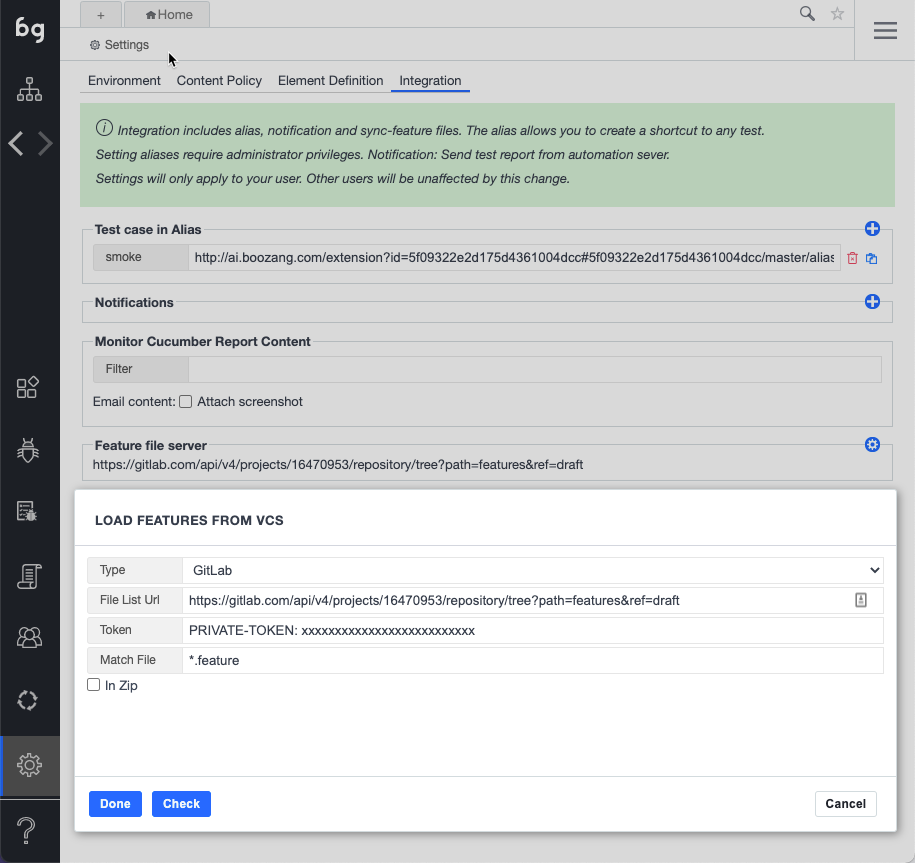 bg
+
Home
Settings
Environment Content Policy Element Definition Integration
Integration includes alias, notification and sync-feature files. The alias allows you to create a shortcut to any test.
Setting aliases require administrator privileges. Notification: Send test report from automation sever.
Settings will only apply to your user. Other users will be unaffected by this change.
Test case in Alias
smoke http://ai.boozang.com/extension?id=5f09322e2d175d4361004dcc#5f09322e2d175d4361004dcc/master/alias
Notifications
Monitor Cucumber Report Content
Filter
Email content: Attach screenshot
Feature file server
https://gitlab.com/api/v4/projects/16470953/repository/tree?path=features&ref=draft
LOAD FEATURES FROM VCS
Type GitLab
File List Url https://gitlab.com/api/v4/projects/16470953/repository/tree?path=features&ref=draft
Token PRIVATE-TOKEN: xxxxxxxxxxxxxxxxxxxxxxxxxx
Match File *.feature
In Zip
Done Check Cancel